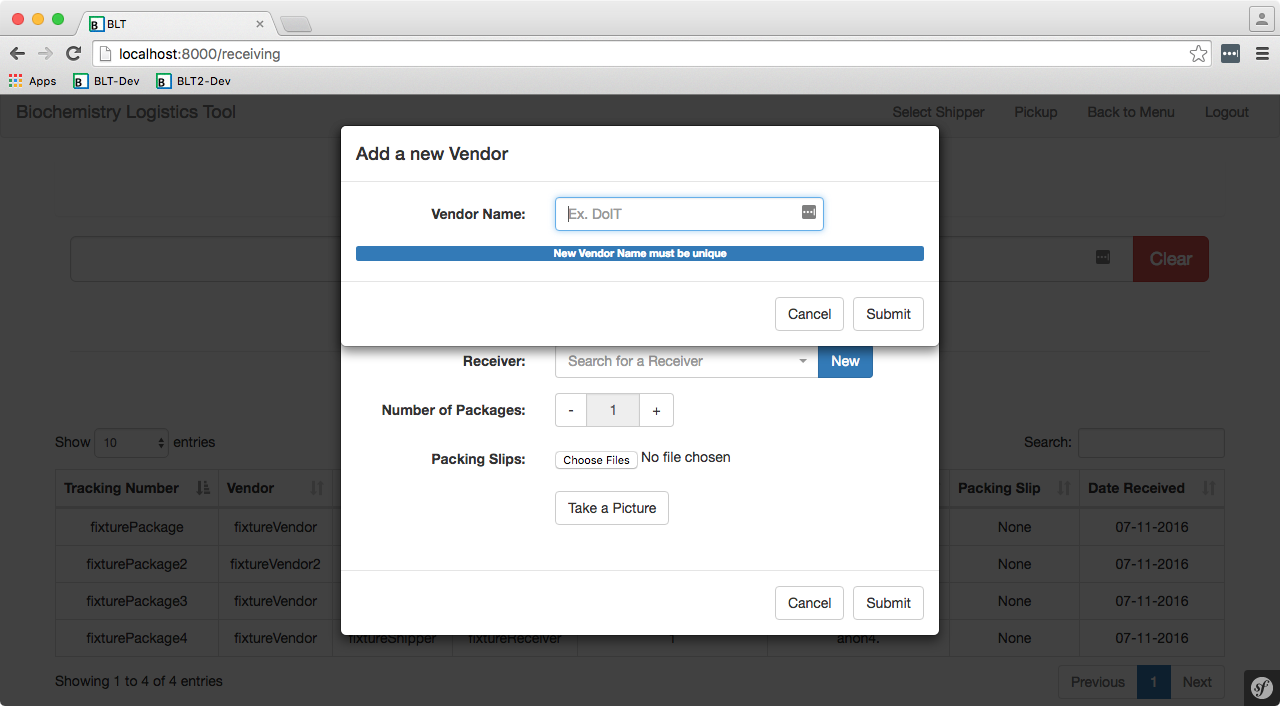 BLT
localhost:8000/receiving
Apps BLT-Dev BLT2-Dev
Biochemistry Logistics Tool Select Shipper Pickup Back to Menu Logout
Add a new Vendor
Vendor Name: Ex. DoIT
New Vendor Name must be unique
Clear
Cancel Submit
Receiver: Search for a Receiver New
Number of Packages: - 1 +
Packing Slips: Choose Files No file chosen
Take a Picture
Cancel Submit
Show 10 entries Search:
Tracking Number Vendor Packing Slip Date Received
fixturePackage fixtureVendor None 07-11-2016
fixturePackage2 fixtureVendor2 None 07-11-2016
fixturePackage3 fixtureVendor None 07-11-2016
fixturePackage4 fixtureVendor fixtureShipper fixtureReceiver 1 anon4. None 07-11-2016
Showing 1 to 4 of 4 entries Previous 1 Next